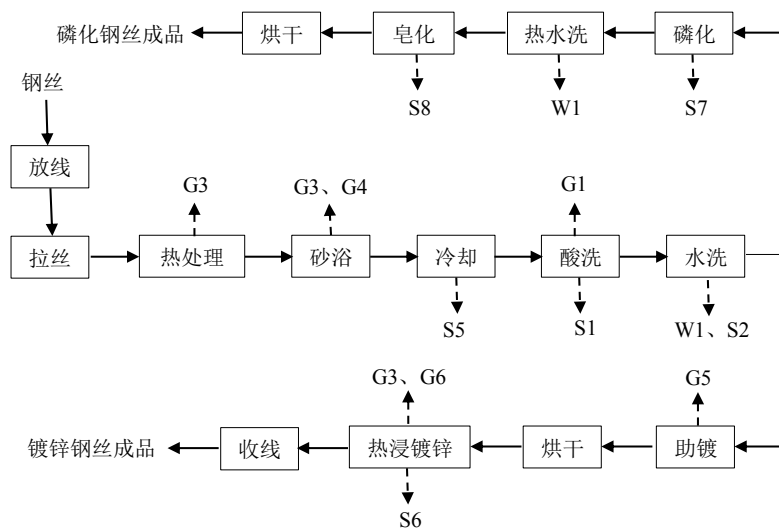 磷化钢丝成品 烘干 皂化 热水洗 磷化
S8 W1 S7
钢丝
放线
G3 G3、G4 G1
拉丝 热处理 砂浴 冷却 酸洗 水洗
S5 S1 W1、S2
G3、G6 G5
镀锌钢丝成品 收线 热浸镀锌 烘干 助镀
S6